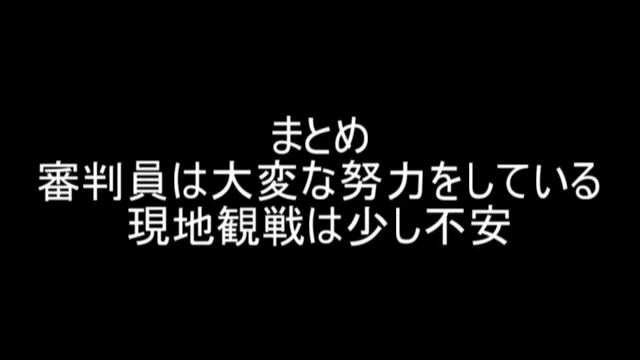 まとめ
審判員は大変な努力をしている
現地観戦は少し不安